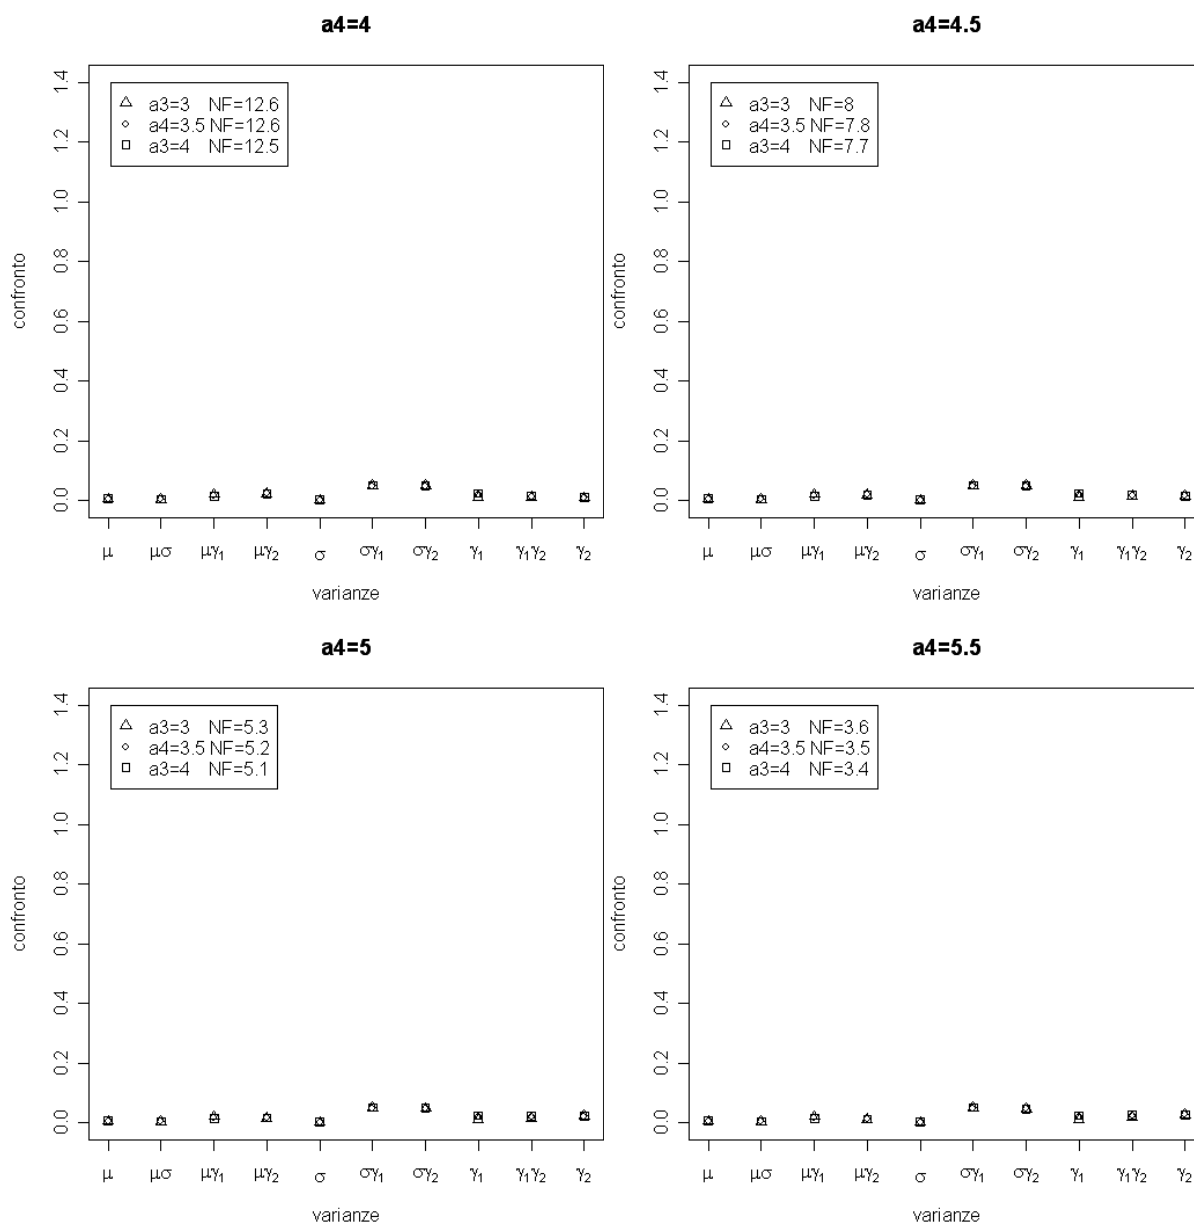 a4=4
1.4
1.2
1.0
0.8
0.6
0.4
0.2
0.0
confronto
a3=3 NF=12.6
a4=3.5 NF=12.6
a3=4 NF=12.5
μ μσ μγ₁ μγ₂ σ σγ₁ σγ₂ γ₁ γ₁γ₂ γ₂
varianze
a4=4.5
1.4
1.2
1.0
0.8
0.6
0.4
0.2
0.0
confronto
a3=3 NF=8
a4=3.5 NF=7.8
a3=4 NF=7.7
μ μσ μγ₁ μγ₂ σ σγ₁ σγ₂ γ₁ γ₁γ₂ γ₂
varianze
a4=5
1.4
1.2
1.0
0.8
0.6
0.4
0.2
0.0
confronto
a3=3 NF=5.3
a4=3.5 NF=5.2
a3=4 NF=5.1
μ μσ μγ₁ μγ₂ σ σγ₁ σγ₂ γ₁ γ₁γ₂ γ₂
varianze
a4=5.5
1.4
1.2
1.0
0.8
0.6
0.4
0.2
0.0
confronto
a3=3 NF=3.6
a4=3.5 NF=3.5
a3=4 NF=3.4
μ μσ μγ₁ μγ₂ σ σγ₁ σγ₂ γ₁ γ₁γ₂ γ₂
varianze